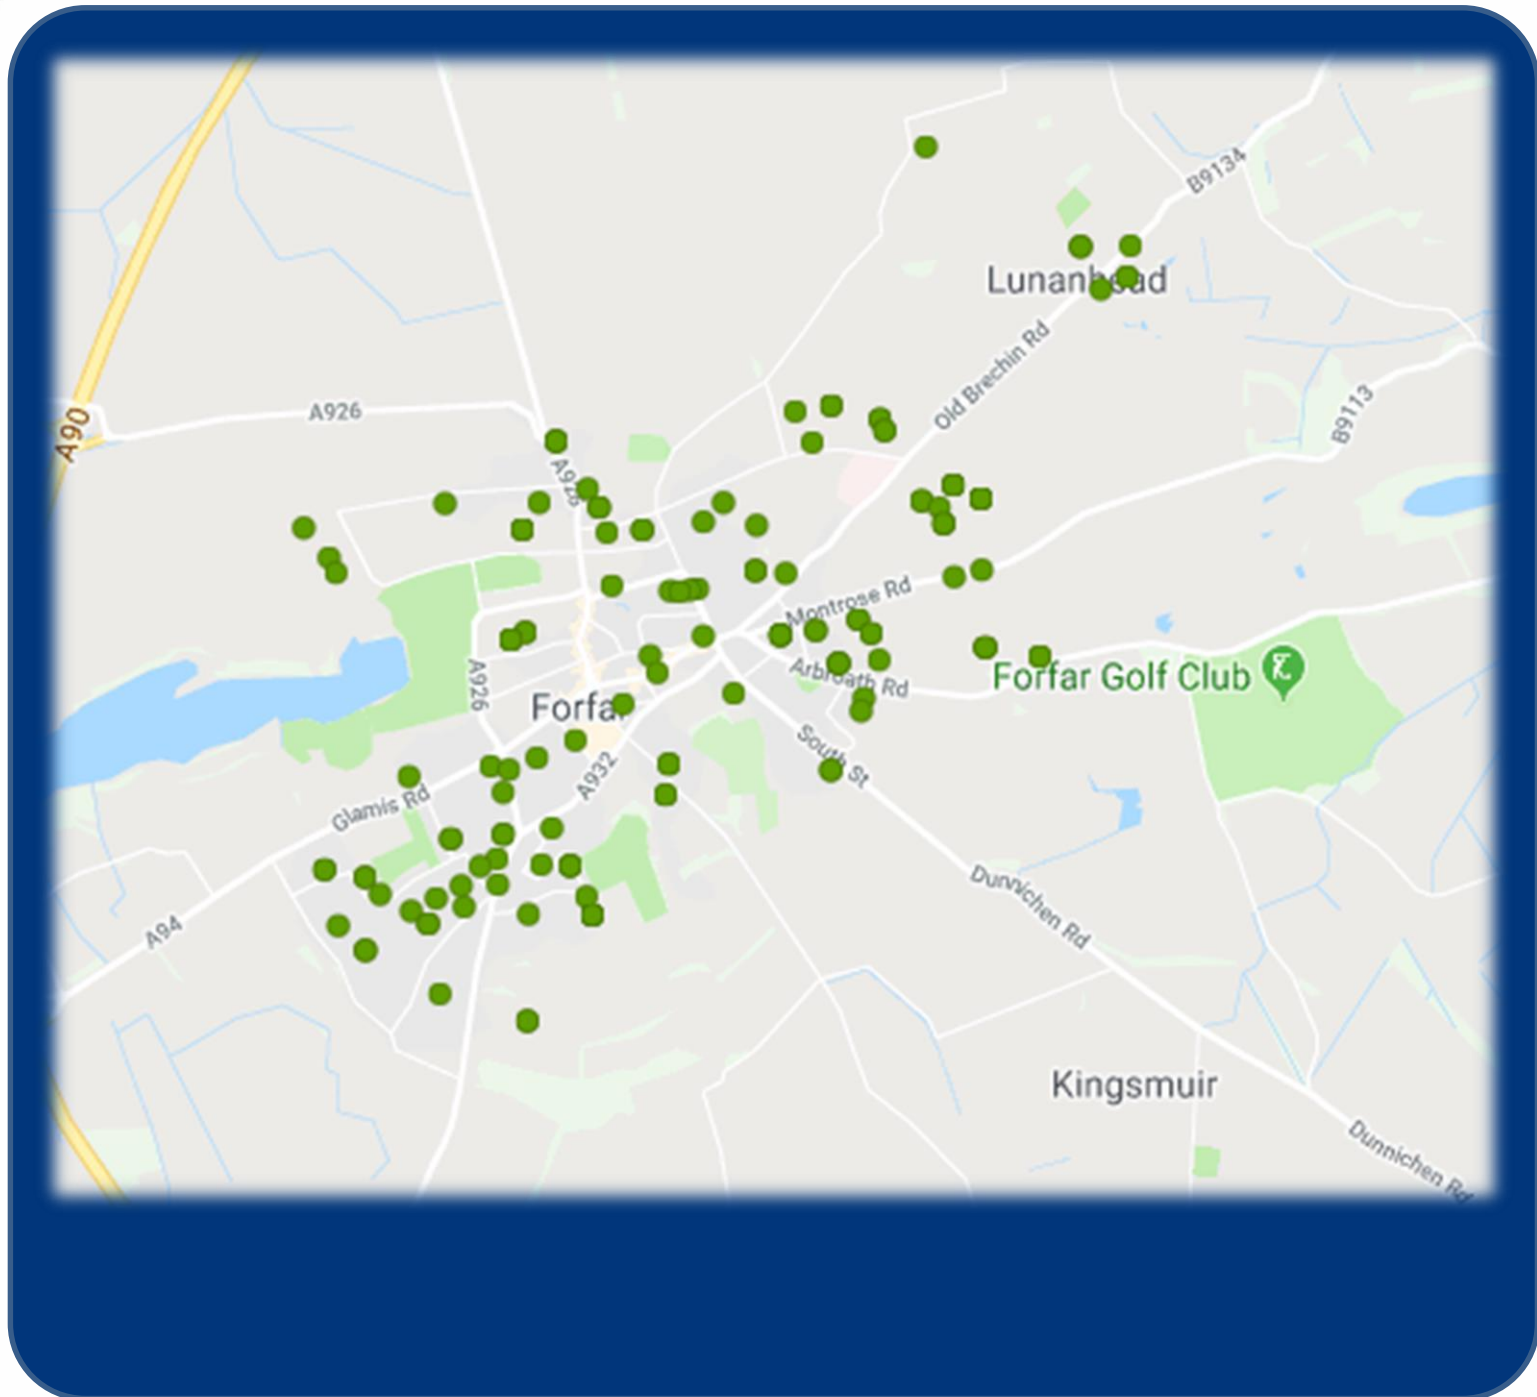 B9134
Lunanhead
Old Brechin Rd
A926
A90
B9113
A926
Montrose Rd
Forfar Golf Club
Arbroath Rd
A926
Forfar
South St
A932
Glamis Rd
Dunnichen Rd
A94
Kingsmuir
Dunnichen Rd